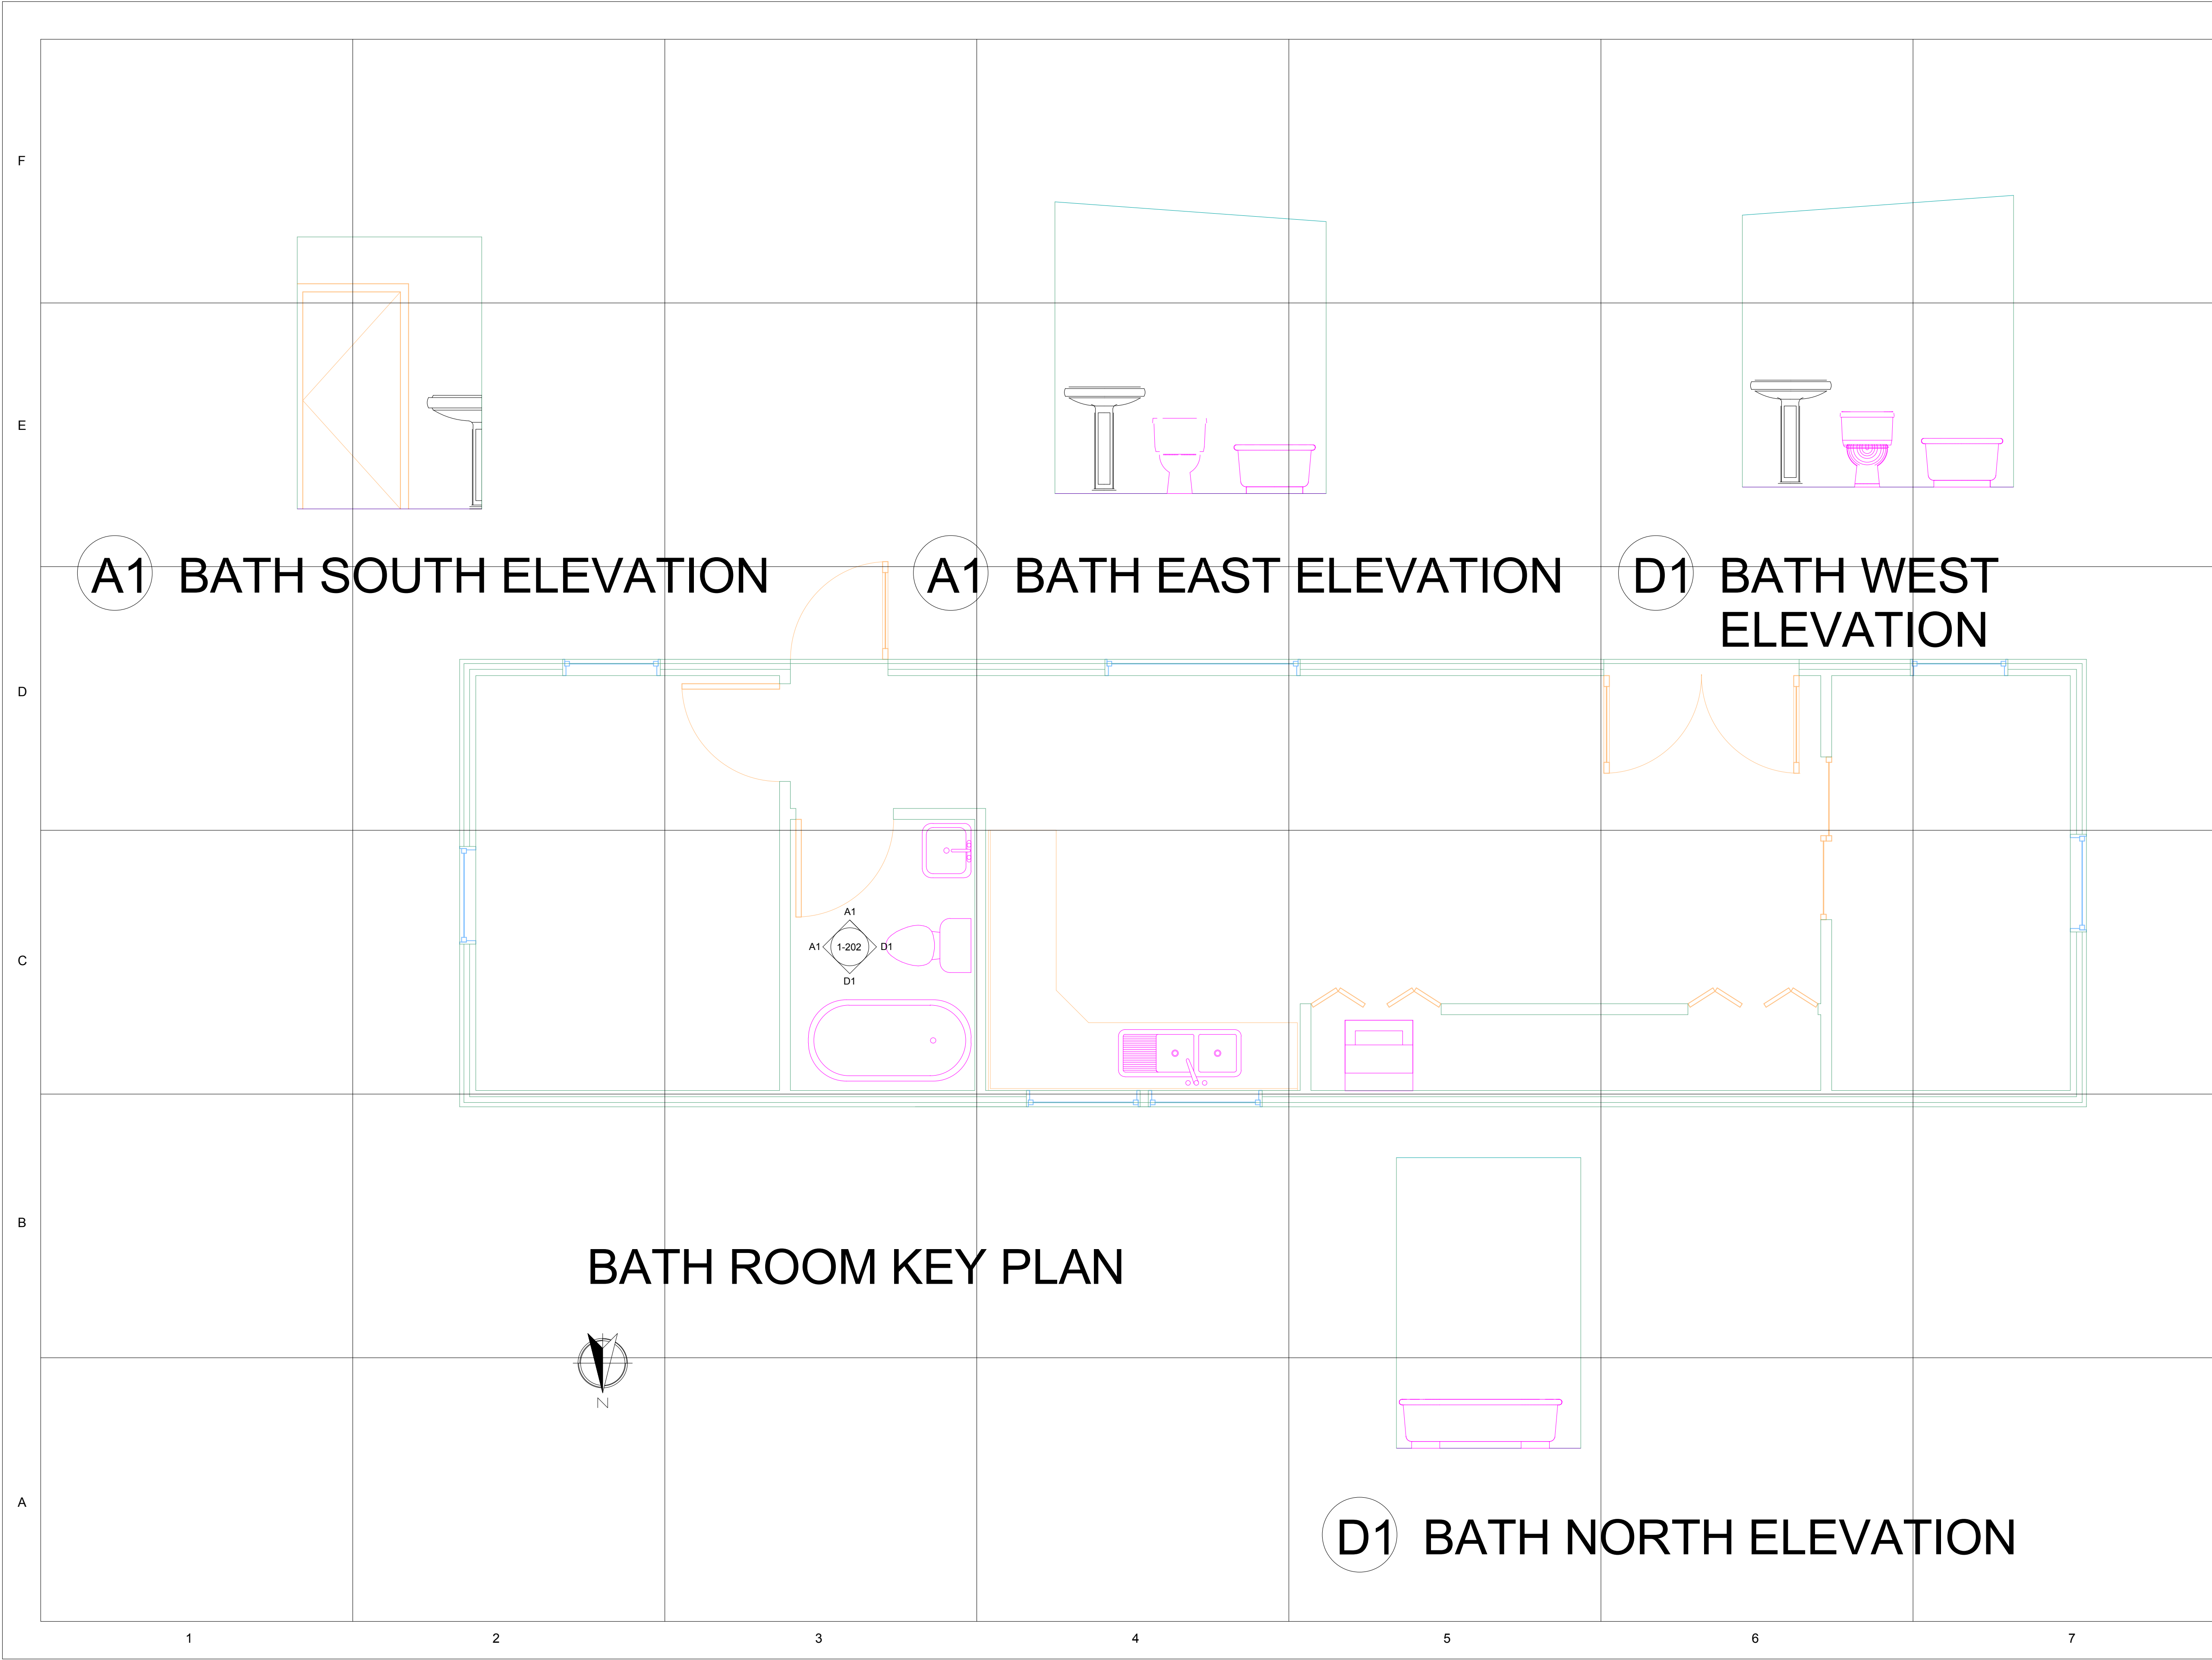 F
E
A1 BATH SOUTH ELEVATION
A1 BATH EAST ELEVATION
D1 BATH WEST
ELEVATION
D
A1
A1 1-202 D1
D1
C
B
BATH ROOM KEY PLAN
N
A
D1 BATH NORTH ELEVATION
1 2 3 4 5 6 7